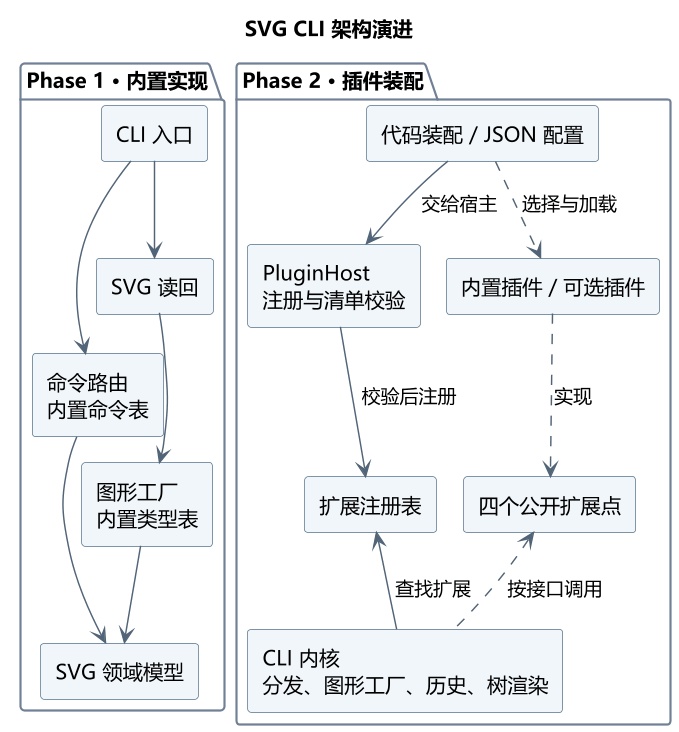 SVG CLI 架构演进
Phase 1 · 内置实现
CLI 入口
SVG 读回
命令路由
内置命令表
图形工厂
内置类型表
SVG 领域模型
Phase 2 · 插件装配
代码装配 / JSON 配置
交给宿主
选择与加载
PluginHost
注册与清单校验
内置插件 / 可选插件
校验后注册
实现
扩展注册表
四个公开扩展点
查找扩展
按接口调用
CLI 内核
分发、图形工厂、历史、树渲染